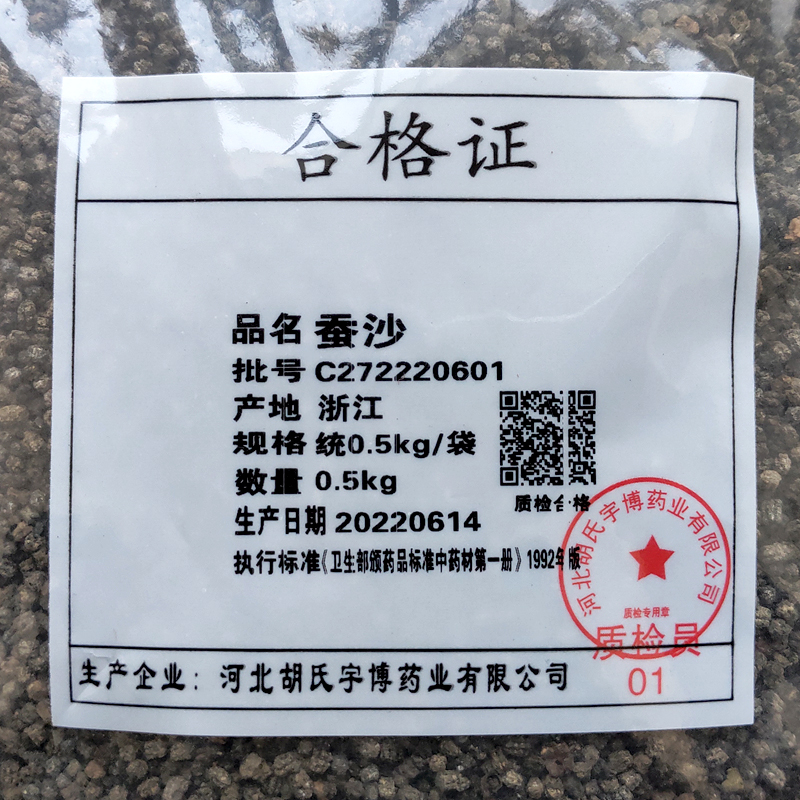 合格证
品名 蚕沙
批号 C272220601
产地 浙江
规格 统0.5kg/袋
数量 0.5kg
质检合格
生产日期 20220614
执行标准《卫生部颁药品标准中药材第一册》1992年版
河北胡氏宇博药业有限公司
质检专用章
质检员
01
生产企业：河北胡氏宇博药业有限公司